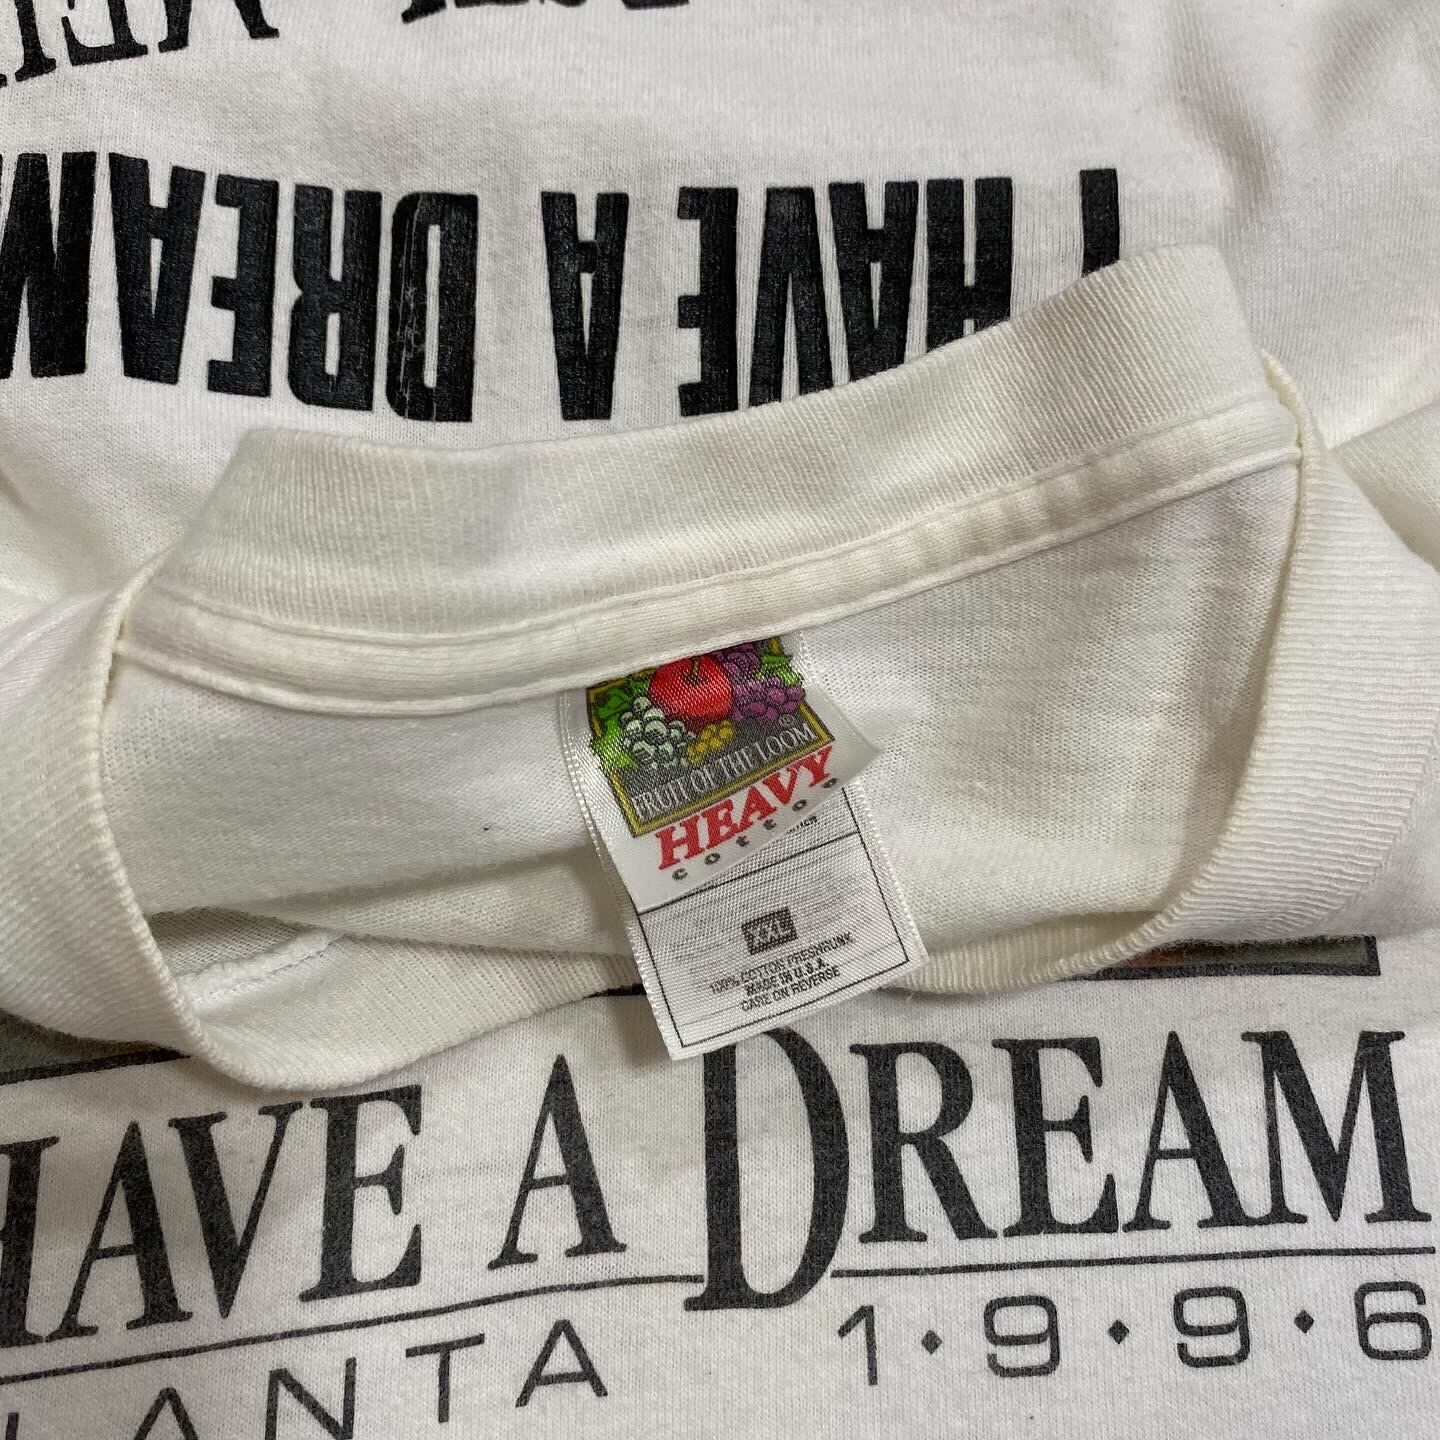 I HAVE A DREAM
FRUIT OF THE LOOM®
HEAVY
COTTON
XXL
100% COTTON PRESHRUNK
MADE IN U.S.A.
CARE ON REVERSE
HAVE A DREAM
LANTA 1·9·9·6